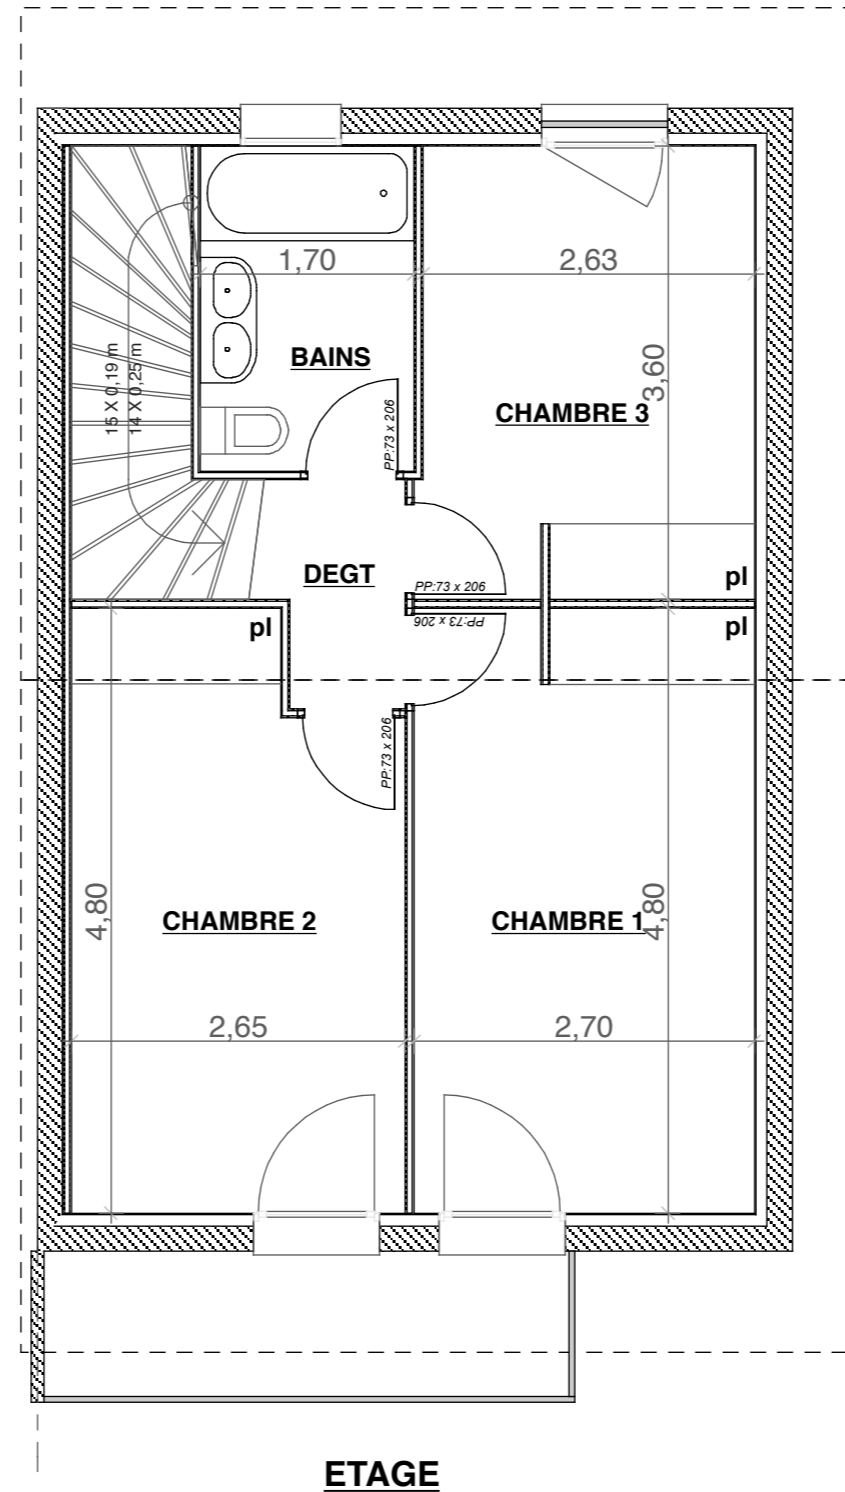 1,70
2,63
BAINS
3,60
15 X 0,19 m
14 X 0,25 m
CHAMBRE 3
PP:73 x 206
DEGT
PP:73 x 206
pl
PP:73 x 206
pl
pl
PP:73 x 206
4,80
CHAMBRE 2
CHAMBRE 1
4,80
2,65
2,70
ETAGE